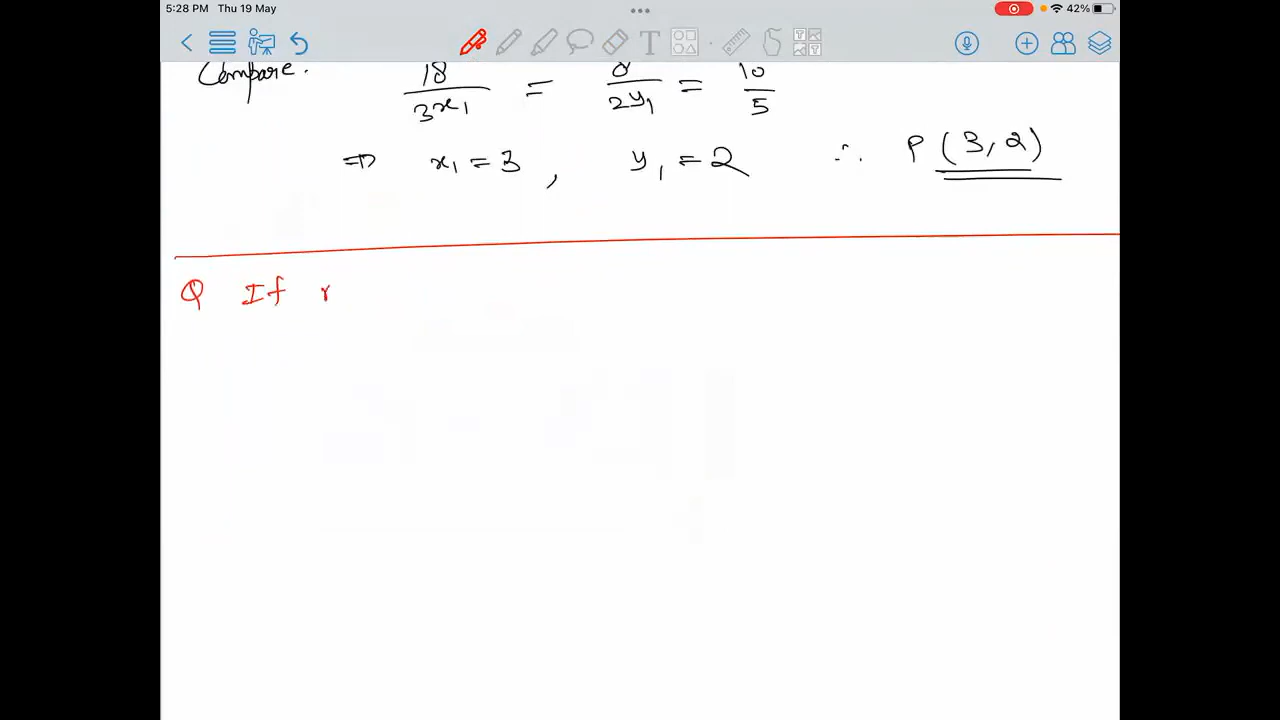 5:28 PM Thu 19 May 42%
T
Compare. 18/3x₁ = 8/2y₁ = 10/5
⇒ x₁ = 3 , y₁ = 2 ∴ P (3, 2)
Q If r